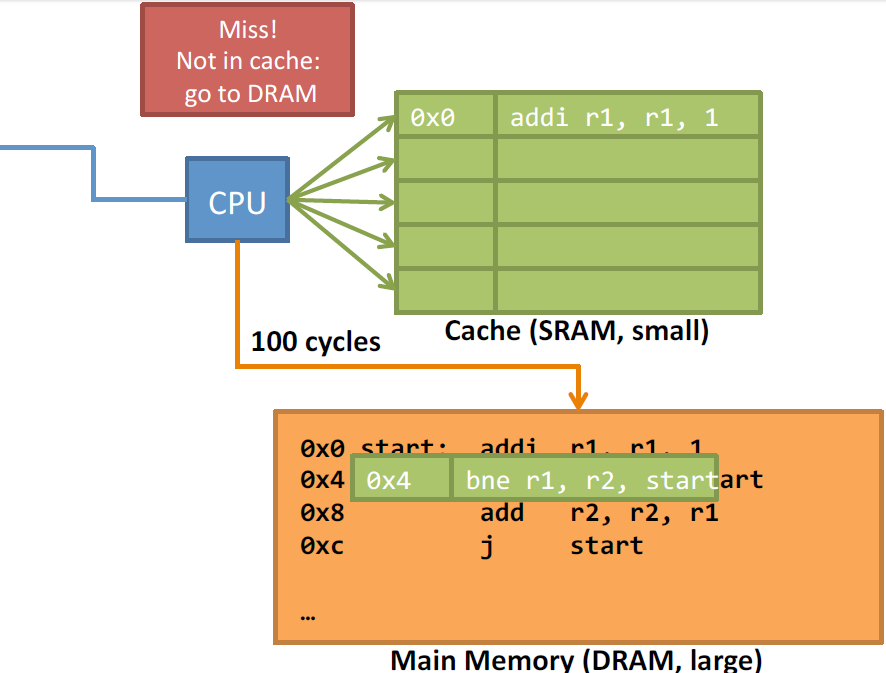 Miss!
Not in cache:
go to DRAM
0x0 addi r1, r1, 1
CPU
Cache (SRAM, small)
100 cycles
0x0 start: addi r1, r1, 1
0x4 art
0x4 bne r1, r2, start
0x8 add r2, r2, r1
0xc j start
…
Main Memory (DRAM, large)